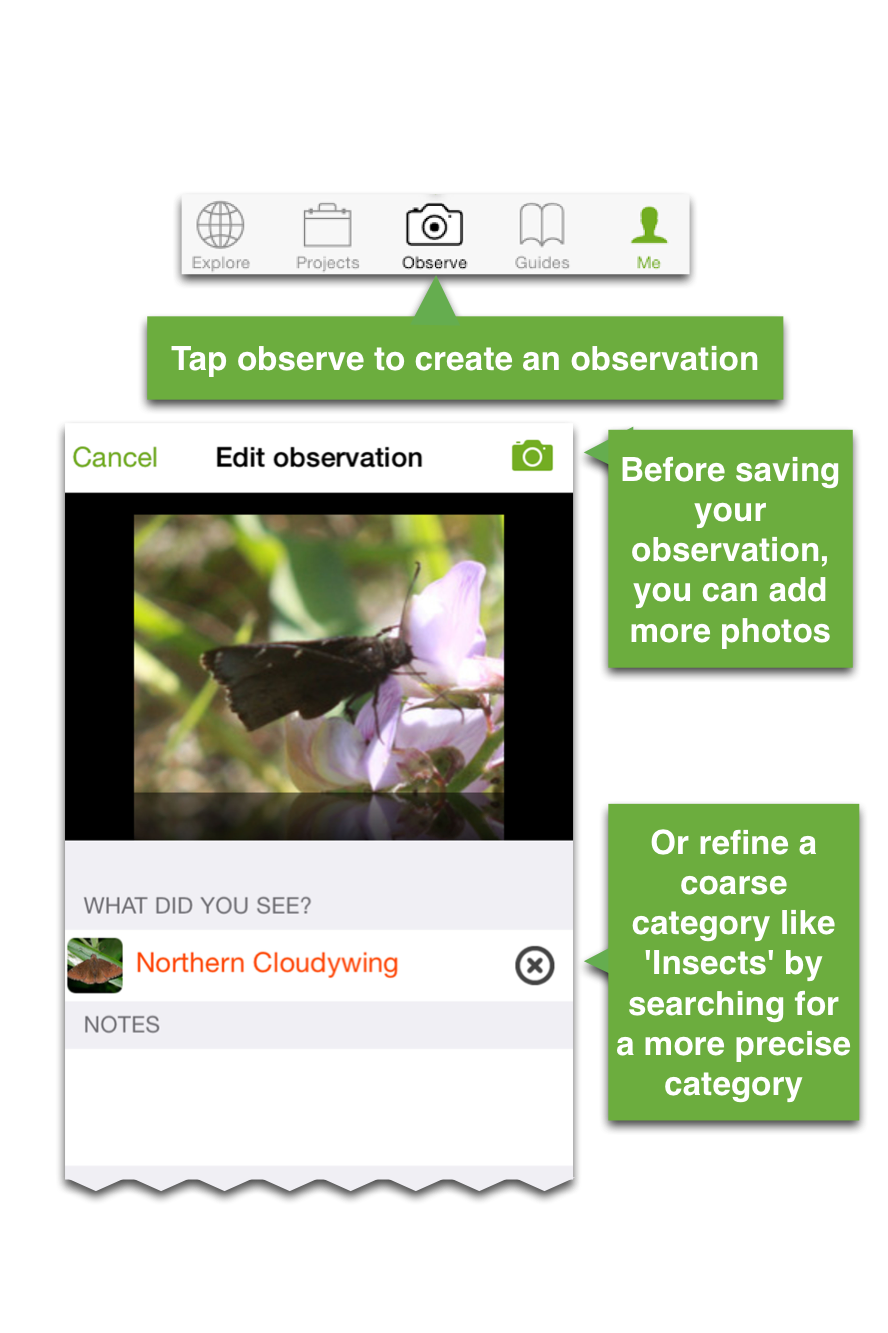 Explore Projects Observe Guides Me
Tap observe to create an observation
Cancel Edit observation
Before saving
your
observation,
you can add
more photos
WHAT DID YOU SEE?
Northern Cloudywing
NOTES
Or refine a
coarse
category like
'Insects' by
searching for
a more precise
category